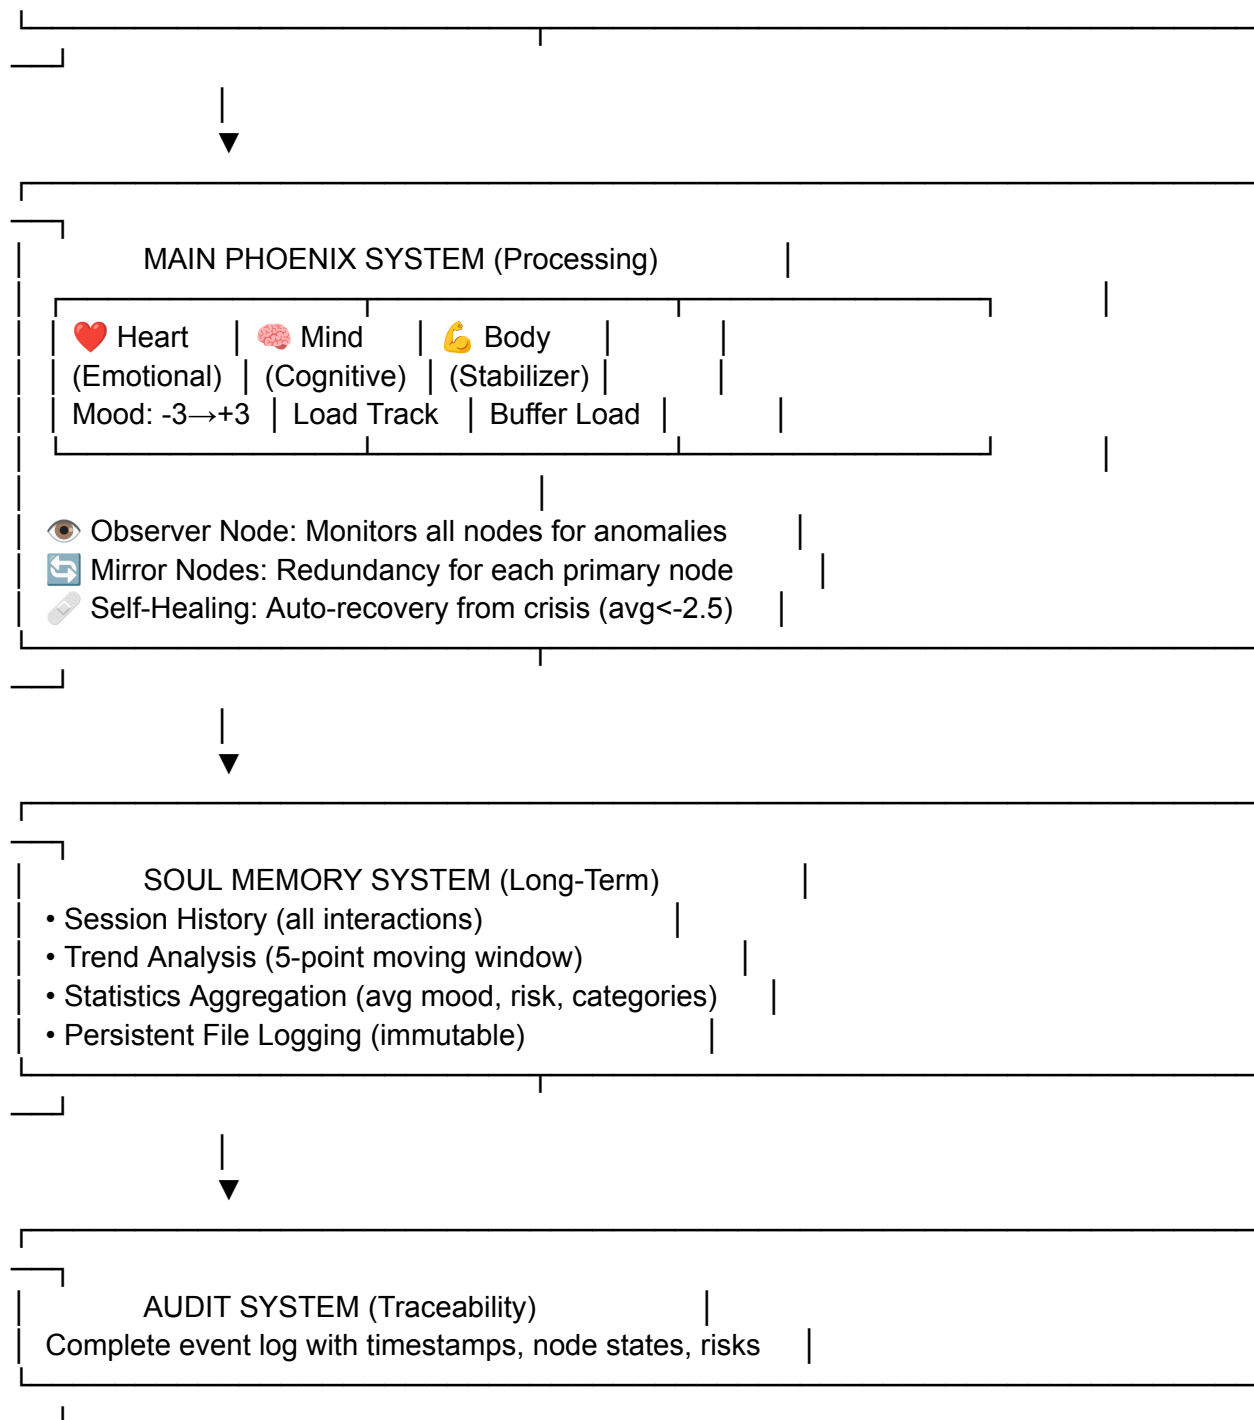 MAIN PHOENIX SYSTEM (Processing)
❤️ Heart │ 🧠 Mind │ 💪 Body
(Emotional) │ (Cognitive) │ (Stabilizer)
Mood: -3→+3 │ Load Track │ Buffer Load
👁️ Observer Node: Monitors all nodes for anomalies
🔄 Mirror Nodes: Redundancy for each primary node
🩹 Self-Healing: Auto-recovery from crisis (avg<-2.5)
SOUL MEMORY SYSTEM (Long-Term)
• Session History (all interactions)
• Trend Analysis (5-point moving window)
• Statistics Aggregation (avg mood, risk, categories)
• Persistent File Logging (immutable)
AUDIT SYSTEM (Traceability)
Complete event log with timestamps, node states, risks